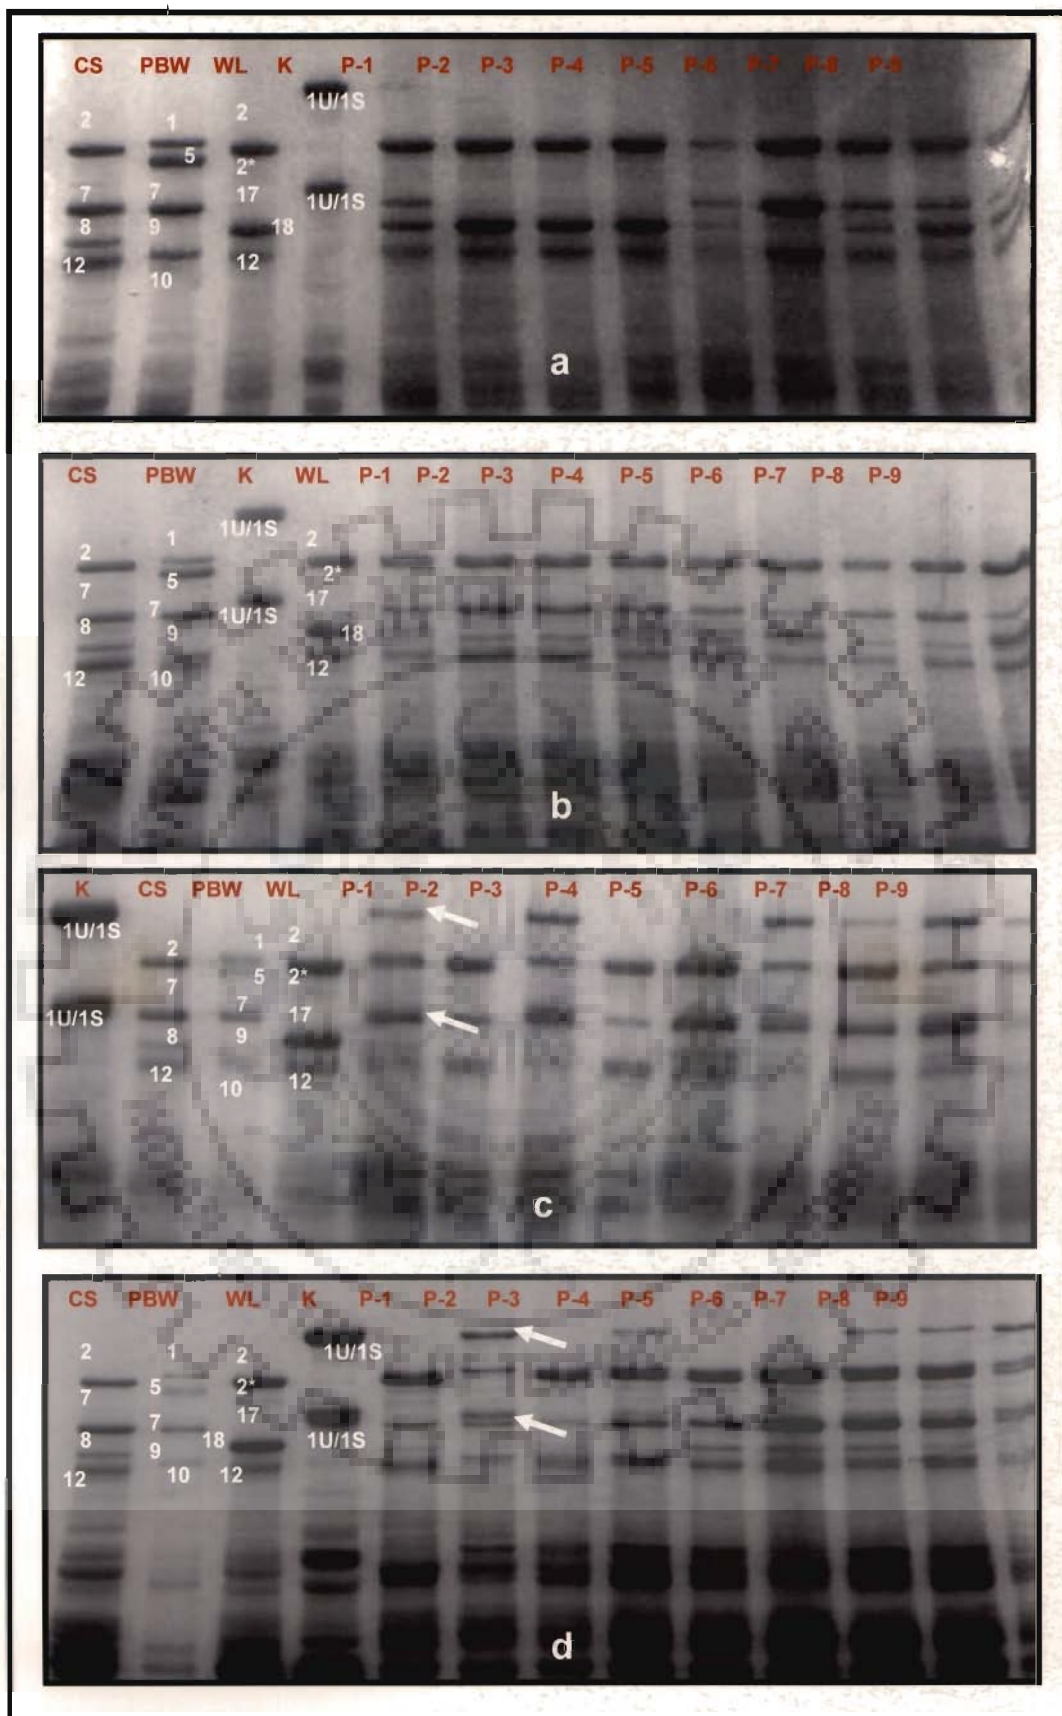 CS PBW WL K P-1 P-2 P-3 P-4 P-5 P-6 P-7 P-8 P-9
1U/1S
2 1 2
5 2*
7 7 17 1U/1S
8 9 18
12 10 12
a
CS PBW K WL P-1 P-2 P-3 P-4 P-5 P-6 P-7 P-8 P-9
1U/1S
2 1 2
5 2*
7 7 1U/1S 17
8 9 18
12 10 12
b
K CS PBW WL P-1 P-2 P-3 P-4 P-5 P-6 P-7 P-8 P-9
1U/1S
2 1 2
7 5 2*
1U/1S 7 17
8 9
12 10 12
c
CS PBW WL K P-1 P-2 P-3 P-4 P-5 P-6 P-7 P-8 P-9
2 1 2 1U/1S
7 5 2*
7 17
8 9 18 1U/1S
12 10 12
d